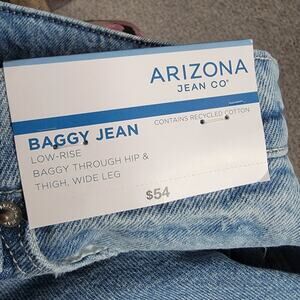 ARIZONA
JEAN CO®
CONTAINS RECYCLED COTTON
BAGGY JEAN
LOW-RISE
BAGGY THROUGH HIP &
THIGH. WIDE LEG
$54